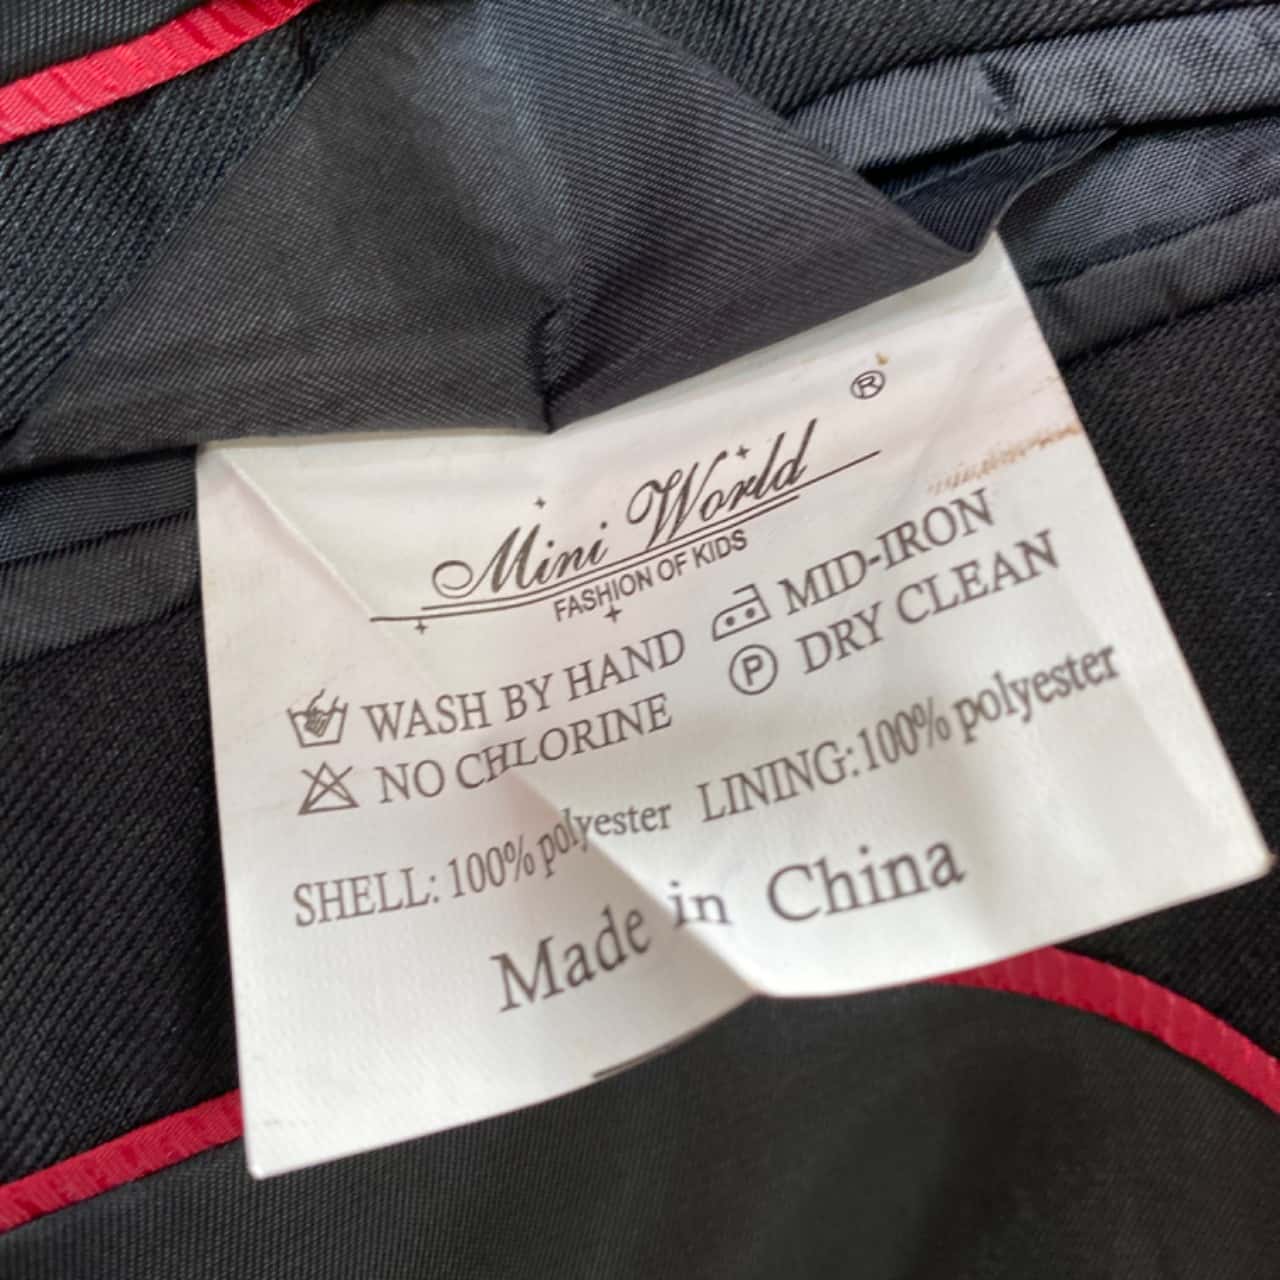 ®
Mini World
FASHION OF KIDS
WASH BY HAND MID-IRON
NO CHLORINE P DRY CLEAN
SHELL: 100% polyester LINING: 100% polyester
Made in China